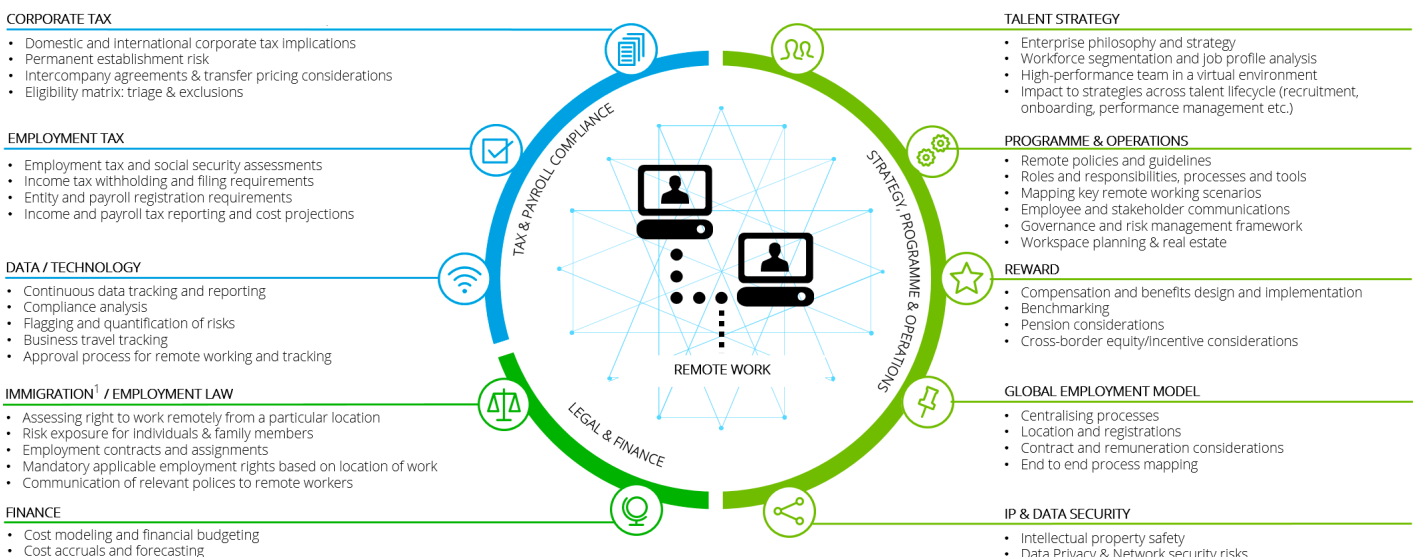 CORPORATE TAX
• Domestic and international corporate tax implications
• Permanent establishment risk
• Intercompany agreements & transfer pricing considerations
• Eligibility matrix: triage & exclusions
EMPLOYMENT TAX
• Employment tax and social security assessments
• Income tax withholding and filing requirements
• Entity and payroll registration requirements
• Income and payroll tax reporting and cost projections
DATA / TECHNOLOGY
• Continuous data tracking and reporting
• Compliance analysis
• Flagging and quantification of risks
• Business travel tracking
• Approval process for remote working and tracking
IMMIGRATION¹ / EMPLOYMENT LAW
• Assessing right to work remotely from a particular location
• Risk exposure for individuals & family members
• Employment contracts and assignments
• Mandatory applicable employment rights based on location of work
• Communication of relevant polices to remote workers
FINANCE
• Cost modeling and financial budgeting
• Cost accruals and forecasting
TAX & PAYROLL COMPLIANCE
LEGAL & FINANCE
REMOTE WORK
STRATEGY, PROGRAMME & OPERATIONS
TALENT STRATEGY
• Enterprise philosophy and strategy
• Workforce segmentation and job profile analysis
• High-performance team in a virtual environment
• Impact to strategies across talent lifecycle (recruitment,
onboarding, performance management etc.)
PROGRAMME & OPERATIONS
• Remote policies and guidelines
• Roles and responsibilities, processes and tools
• Mapping key remote working scenarios
• Employee and stakeholder communications
• Governance and risk management framework
• Workspace planning & real estate
REWARD
• Compensation and benefits design and implementation
• Benchmarking
• Pension considerations
• Cross-border equity/incentive considerations
GLOBAL EMPLOYMENT MODEL
• Centralising processes
• Location and registrations
• Contract and remuneration considerations
• End to end process mapping
IP & DATA SECURITY
• Intellectual property safety
• Data Privacy & Network security risks